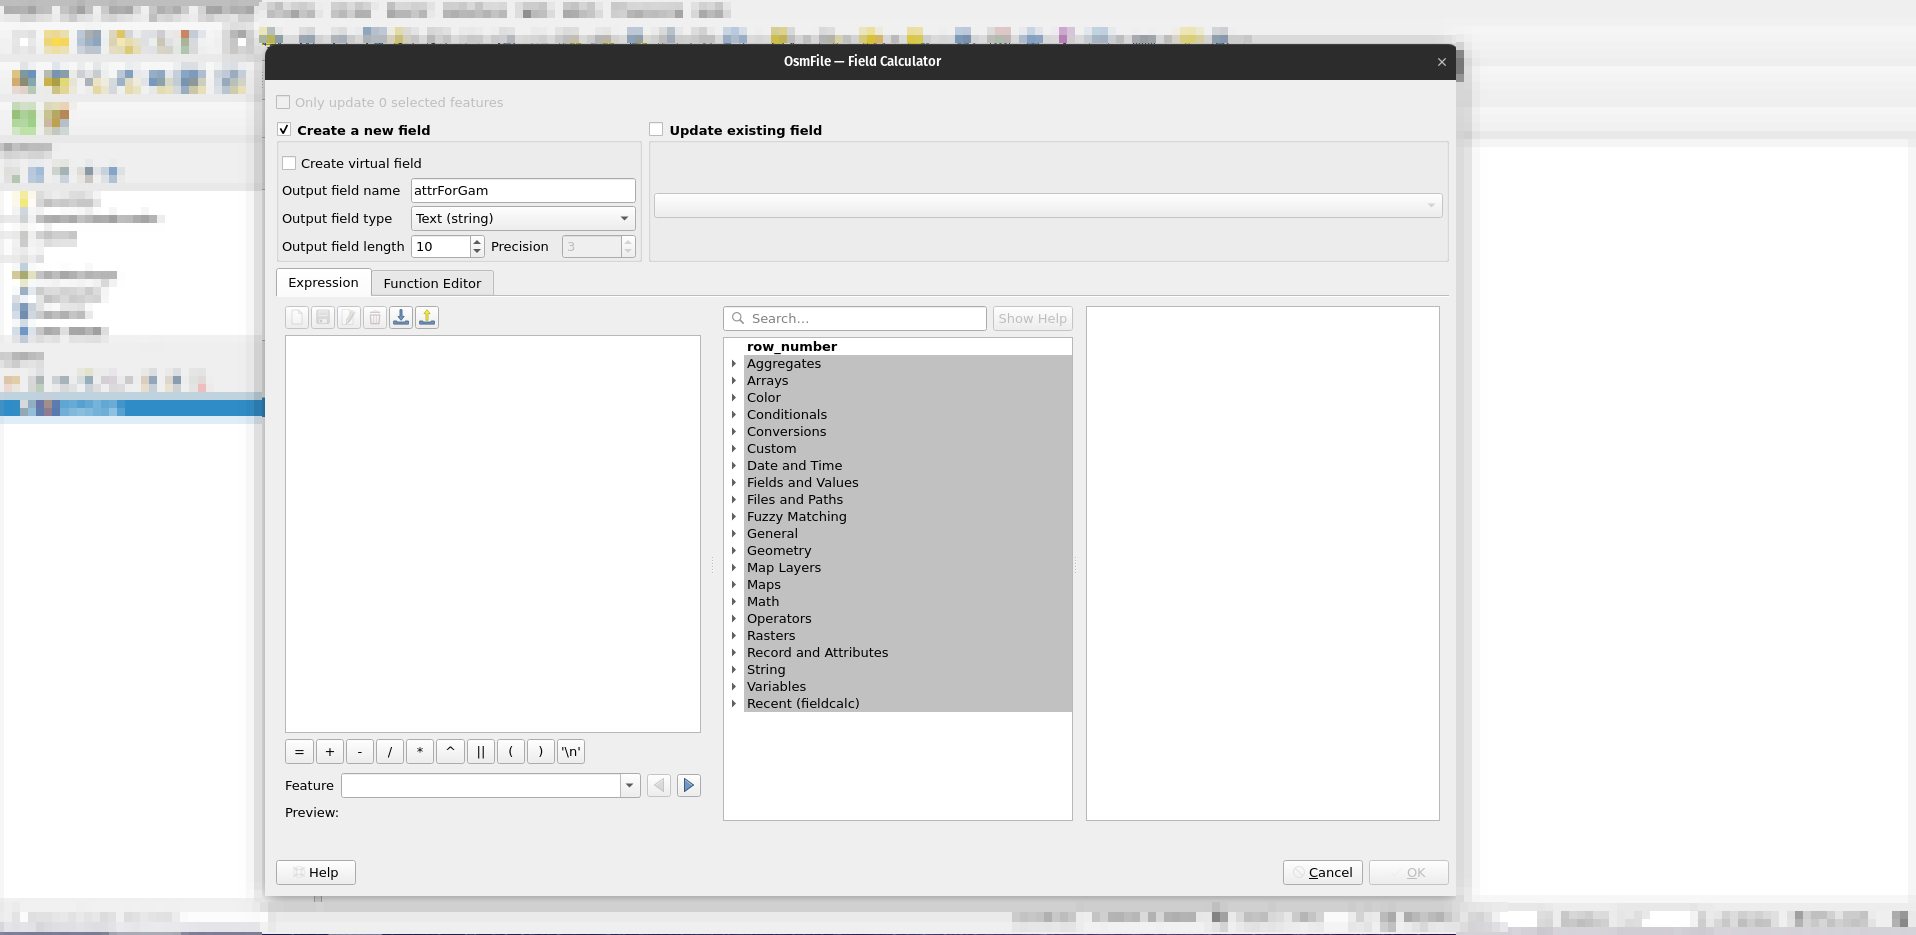 OsmFile — Field Calculator
Only update 0 selected features
Create a new field
Update existing field
Create virtual field
Output field name attrForGam
Output field type Text (string)
Output field length 10 Precision 3
Expression Function Editor
Search… Show Help
row_number
Aggregates
Arrays
Color
Conditionals
Conversions
Custom
Date and Time
Fields and Values
Files and Paths
Fuzzy Matching
General
Geometry
Map Layers
Maps
Math
Operators
Rasters
Record and Attributes
String
Variables
Recent (fieldcalc)
= + - / * ^ || ( ) '\n'
Feature
Preview:
Help Cancel OK